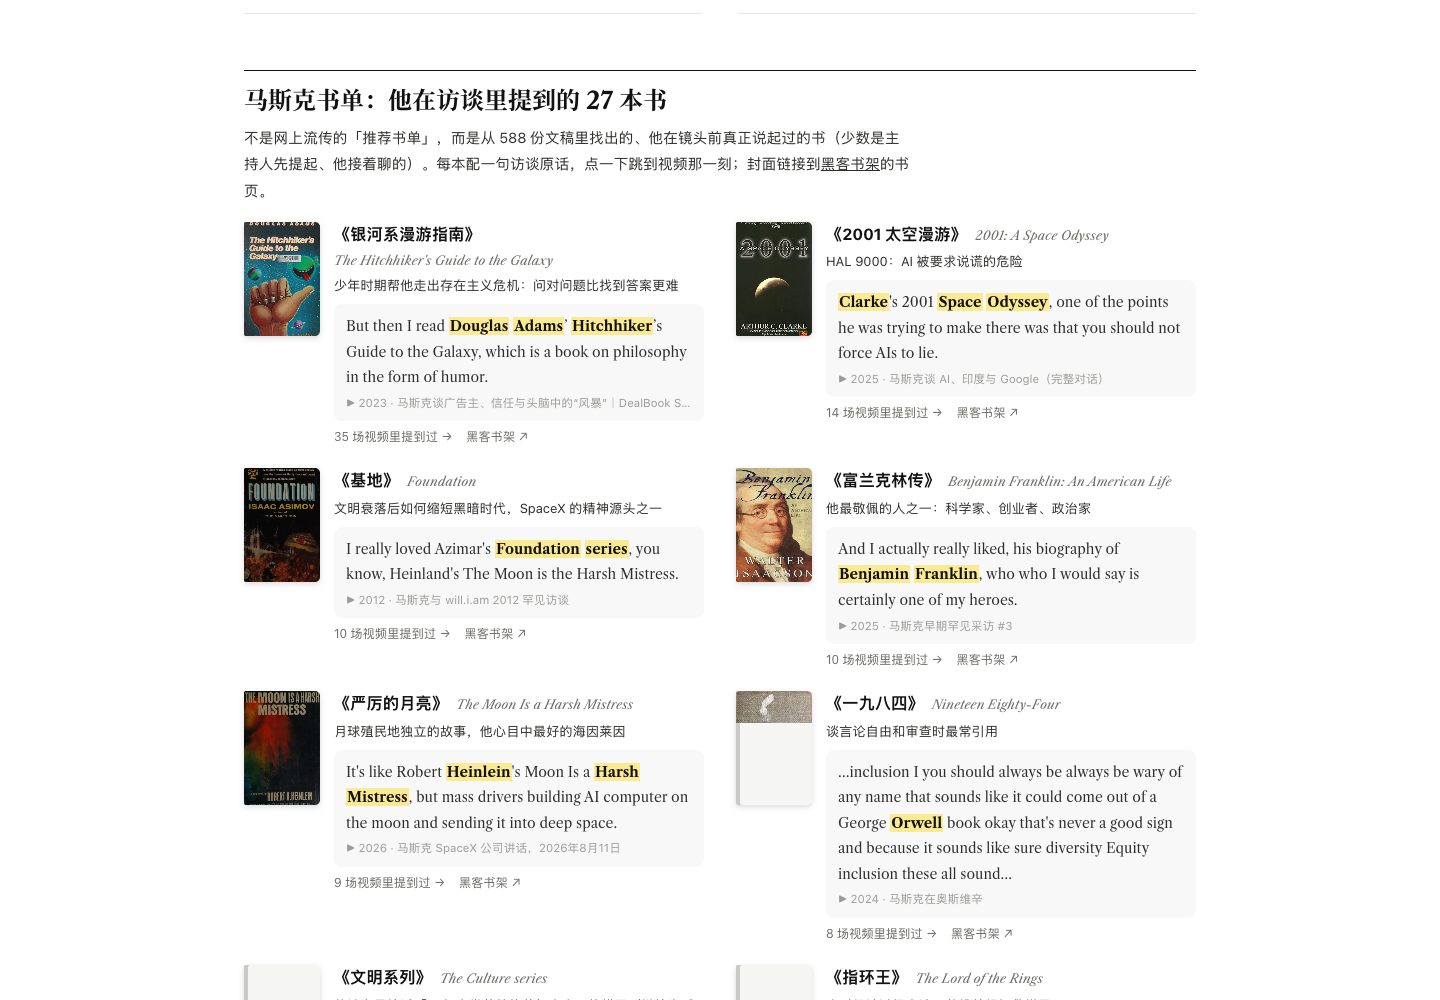 马斯克书单：他在访谈里提到的 27 本书
不是网上流传的「推荐书单」，而是从 588 份文稿里找出的、他在镜头前真正说起过的书（少数是主
持人先提起、他接着聊的）。每本配一句访谈原话，点一下跳到视频那一刻；封面链接到黑客书架的书
页。
The Hitchhiker's
Guide to the
Galaxy
《银河系漫游指南》
The Hitchhiker's Guide to the Galaxy
少年时期帮他走出存在主义危机：问对问题比找到答案更难
But then I read Douglas Adams’ Hitchhiker’s
Guide to the Galaxy, which is a book on philosophy
in the form of humor.
▶ 2023 · 马斯克谈广告主、信任与头脑中的“风暴”｜DealBook S…
35 场视频里提到过 → 黑客书架 ↗
2001
ARTHUR C. CLARKE
《2001 太空漫游》 2001: A Space Odyssey
HAL 9000：AI 被要求说谎的危险
Clarke's 2001 Space Odyssey, one of the points
he was trying to make there was that you should not
force AIs to lie.
▶ 2025 · 马斯克谈 AI、印度与 Google（完整对话）
14 场视频里提到过 → 黑客书架 ↗
FOUNDATION
ISAAC ASIMOV
《基地》 Foundation
文明衰落后如何缩短黑暗时代，SpaceX 的精神源头之一
I really loved Azimar's Foundation series, you
know, Heinland's The Moon is the Harsh Mistress.
▶ 2012 · 马斯克与 will.i.am 2012 罕见访谈
10 场视频里提到过 → 黑客书架 ↗
Benjamin
Franklin
WALTER
ISAACSON
《富兰克林传》 Benjamin Franklin: An American Life
他最敬佩的人之一：科学家、创业者、政治家
And I actually really liked, his biography of
Benjamin Franklin, who who I would say is
certainly one of my heroes.
▶ 2025 · 马斯克早期罕见采访 #3
10 场视频里提到过 → 黑客书架 ↗
THE MOON IS A HARSH
MISTRESS
ROBERT A. HEINLEIN
《严厉的月亮》 The Moon Is a Harsh Mistress
月球殖民地独立的故事，他心目中最好的海因莱因
It's like Robert Heinlein's Moon Is a Harsh
Mistress, but mass drivers building AI computer on
the moon and sending it into deep space.
▶ 2026 · 马斯克 SpaceX 公司讲话，2026年8月11日
9 场视频里提到过 → 黑客书架 ↗
《一九八四》 Nineteen Eighty-Four
谈言论自由和审查时最常引用
...inclusion I you should always be always be wary of
any name that sounds like it could come out of a
George Orwell book okay that's never a good sign
and because it sounds like sure diversity Equity
inclusion these all sound...
▶ 2024 · 马斯克在奥斯维辛
8 场视频里提到过 → 黑客书架 ↗
《文明系列》 The Culture series
《指环王》 The Lord of the Rings